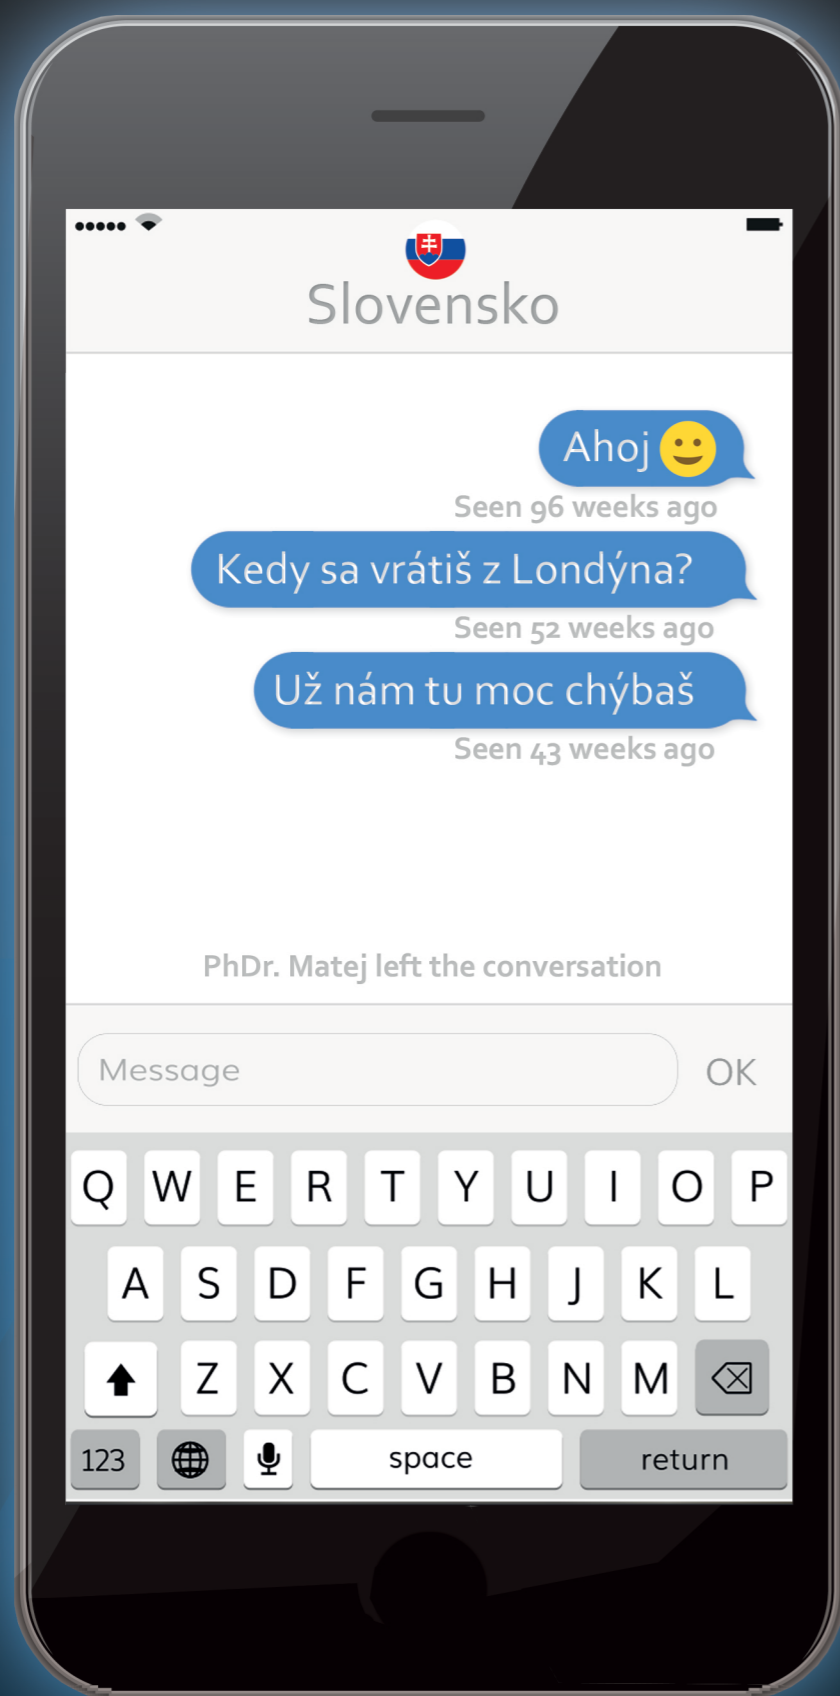 Slovensko
Ahoj 🙂
Seen 96 weeks ago
Kedy sa vrátiš z Londýna?
Seen 52 weeks ago
Už nám tu moc chýbaš
Seen 43 weeks ago
PhDr. Matej left the conversation
Message OK
Q W E R T Y U I O P
A S D F G H J K L
Z X C V B N M
123 space return